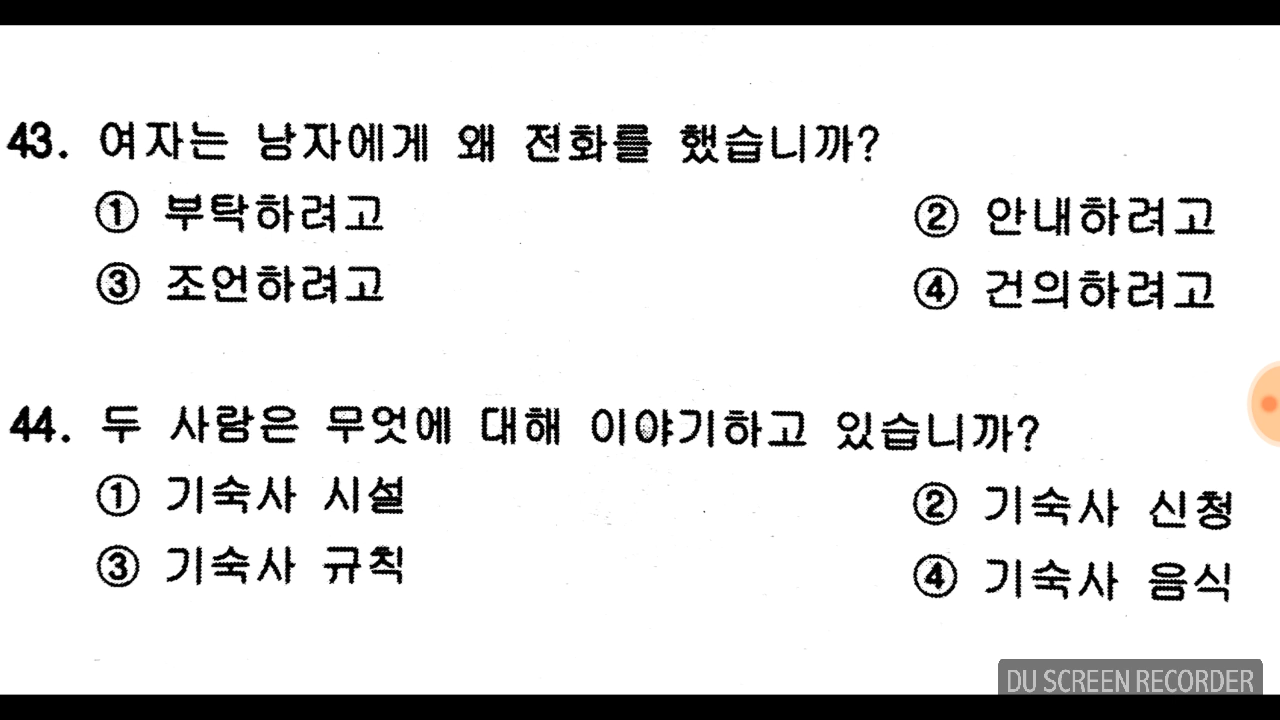 43. 여자는 남자에게 왜 전화를 했습니까?
① 부탁하려고 ② 안내하려고
③ 조언하려고 ④ 건의하려고
44. 두 사람은 무엇에 대해 이야기하고 있습니까?
① 기숙사 시설 ② 기숙사 신청
③ 기숙사 규칙 ④ 기숙사 음식
DU SCREEN RECORDER